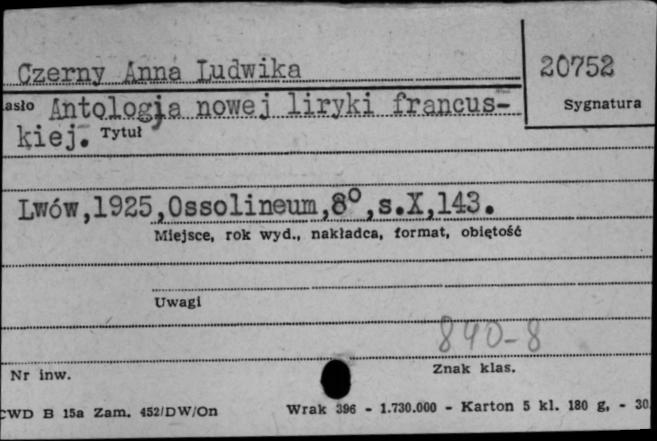 Czerny Anna Ludwika
20752
asło Antologja nowej liryki francus-
Sygnatura
kiej. Tytuł
Lwów,1925,Ossolineum,8°,s.X,143.
Miejsce, rok wyd., nakładca, format, objętość
Uwagi
840-8
Nr inw.
Znak klas.
CWD B 15a Zam. 452/DW/On
Wrak 396 - 1.730.000 - Karton 5 kl. 180 g. - 30